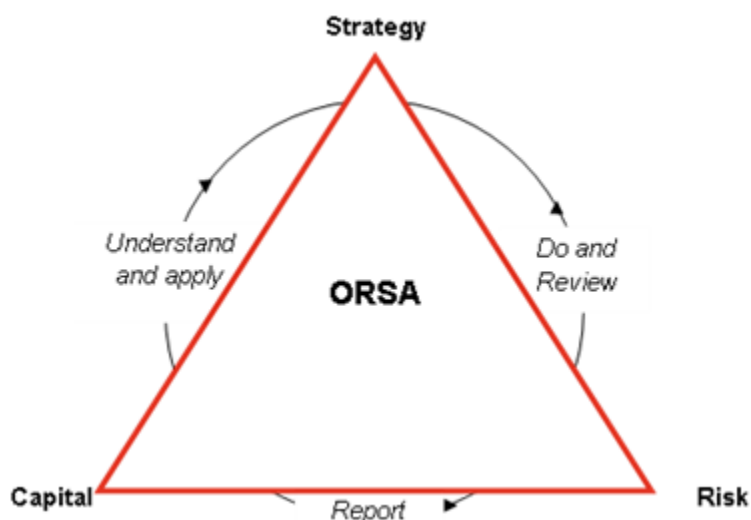 Strategy
Understand
and apply
Do and
Review
ORSA
Capital
Report
Risk